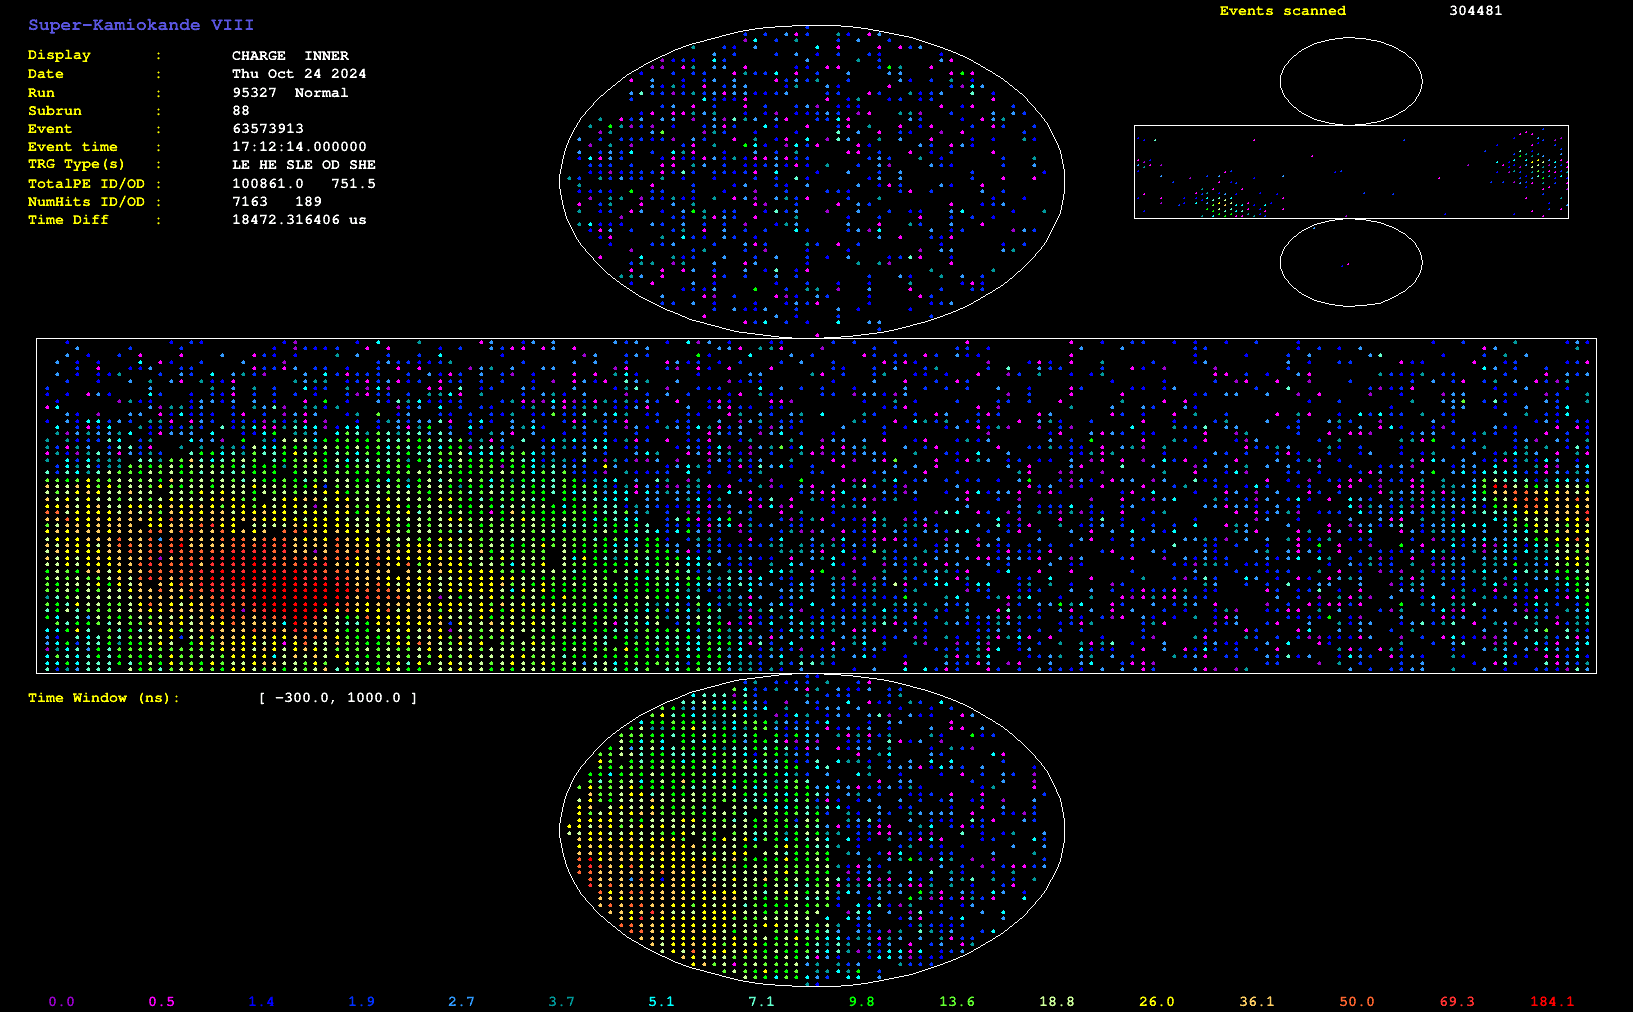 Super-Kamiokande VIII
Events scanned 304481
Display : CHARGE INNER
Date : Thu Oct 24 2024
Run : 95327 Normal
Subrun : 88
Event : 63573913
Event time : 17:12:14.000000
TRG Type(s) : LE HE SLE OD SHE
TotalPE ID/OD : 100861.0 751.5
NumHits ID/OD : 7163 189
Time Diff : 18472.316406 us
Time Window (ns): [ -300.0, 1000.0 ]
0.0 0.5 1.4 1.9 2.7 3.7 5.1 7.1 9.8 13.6 18.8 26.0 36.1 50.0 69.3 184.1